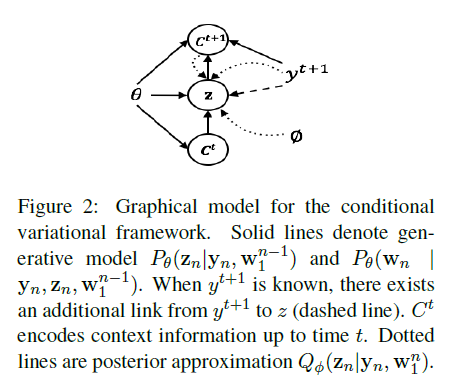 C^{t+1}
y^{t+1}
θ
z
Ø
C^t
Figure 2: Graphical model for the conditional
variational framework. Solid lines denote gen-
erative model P_θ(z_n|y_n, w_1^{n−1}) and P_θ(w_n |
y_n, z_n, w_1^{n−1}). When y^{t+1} is known, there exists
an additional link from y^{t+1} to z (dashed line). C^t
encodes context information up to time t. Dotted
lines are posterior approximation Q_ϕ(z_n|y_n, w_1^n).